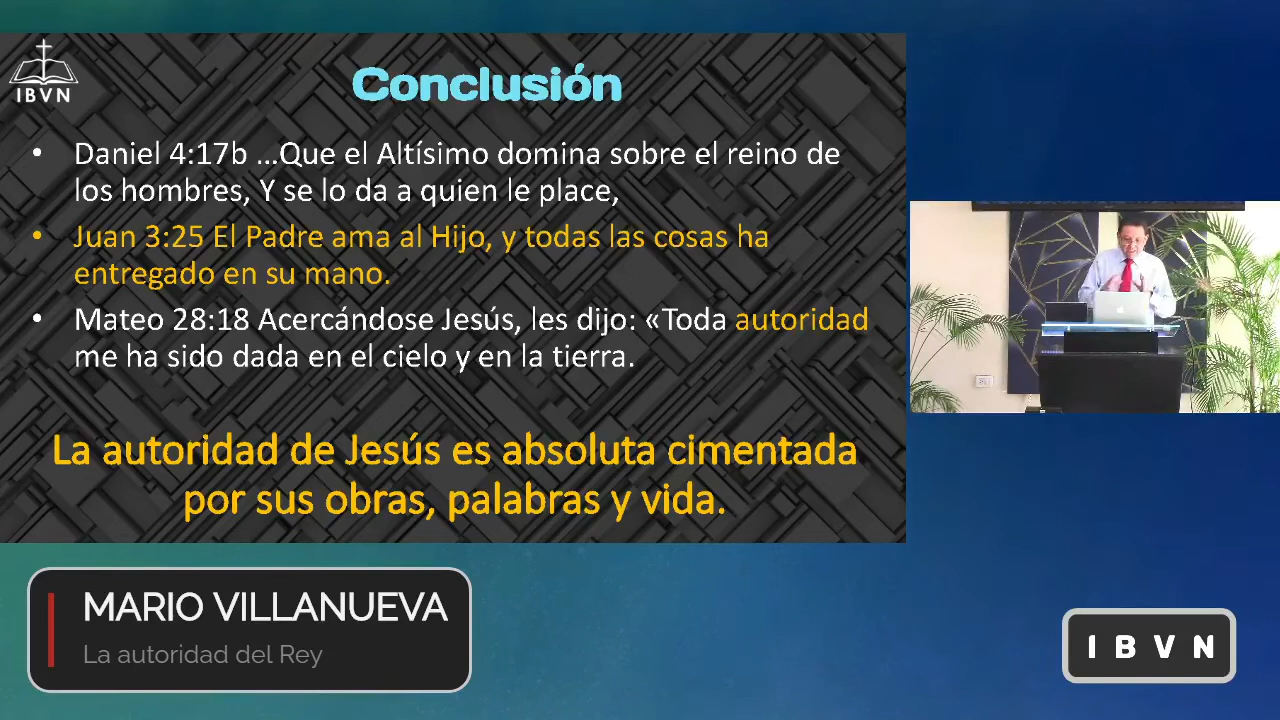 IBVN
Conclusión
• Daniel 4:17b ...Que el Altísimo domina sobre el reino de
los hombres, Y se lo da a quien le place,
• Juan 3:25 El Padre ama al Hijo, y todas las cosas ha
entregado en su mano.
• Mateo 28:18 Acercándose Jesús, les dijo: «Toda autoridad
me ha sido dada en el cielo y en la tierra.
La autoridad de Jesús es absoluta cimentada
por sus obras, palabras y vida.
MARIO VILLANUEVA
La autoridad del Rey
IBVN